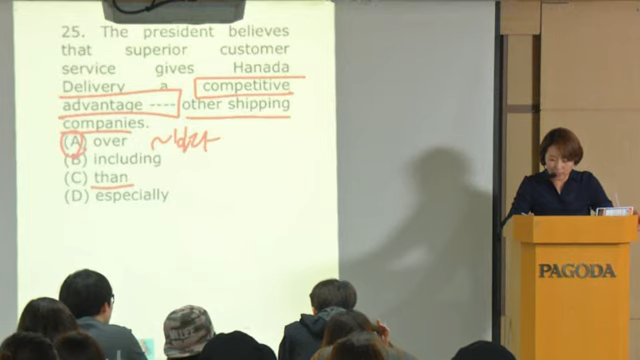 25. The president believes
that superior customer
service gives Hanada
Delivery a competitive
advantage ---- other shipping
companies.
(A) over ~보다
(B) including
(C) than
(D) especially
PAGODA